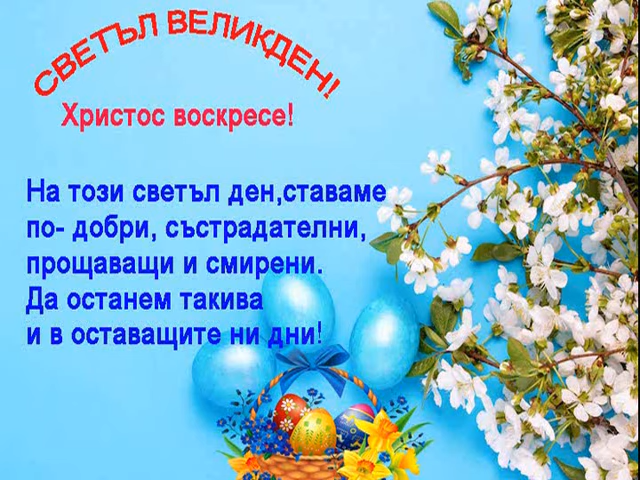 СВЕТЪЛ ВЕЛИКДЕН!
Христос воскресе!
На този светъл ден,ставаме
по- добри, състрадателни,
прощаващи и смирени.
Да останем такива
и в оставащите ни дни!